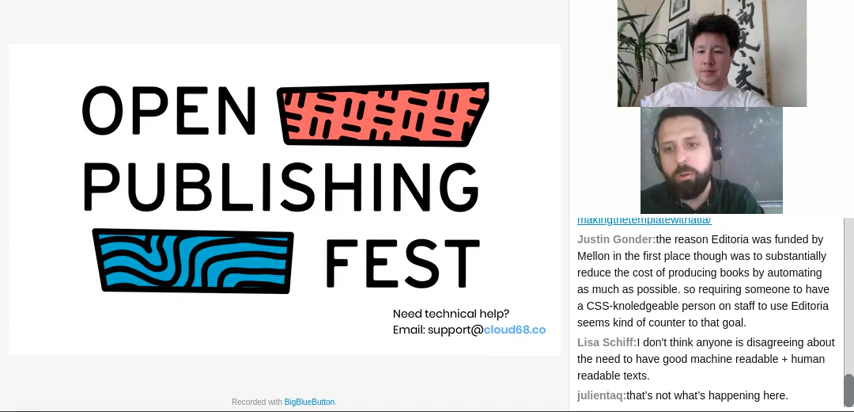 OPEN
PUBLISHING
FEST
Need technical help?
Email: support@cloud68.co
Recorded with BigBlueButton.
makingthetemplatewithatla/
Justin Gonder:the reason Editoria was funded by
Mellon in the first place though was to substantially
reduce the cost of producing books by automating
as much as possible. so requiring someone to have
a CSS-knoledgeable person on staff to use Editoria
seems kind of counter to that goal.
Lisa Schiff:I don't think anyone is disagreeing about
the need to have good machine readable + human
readable texts.
julientaq:that's not what's happening here.